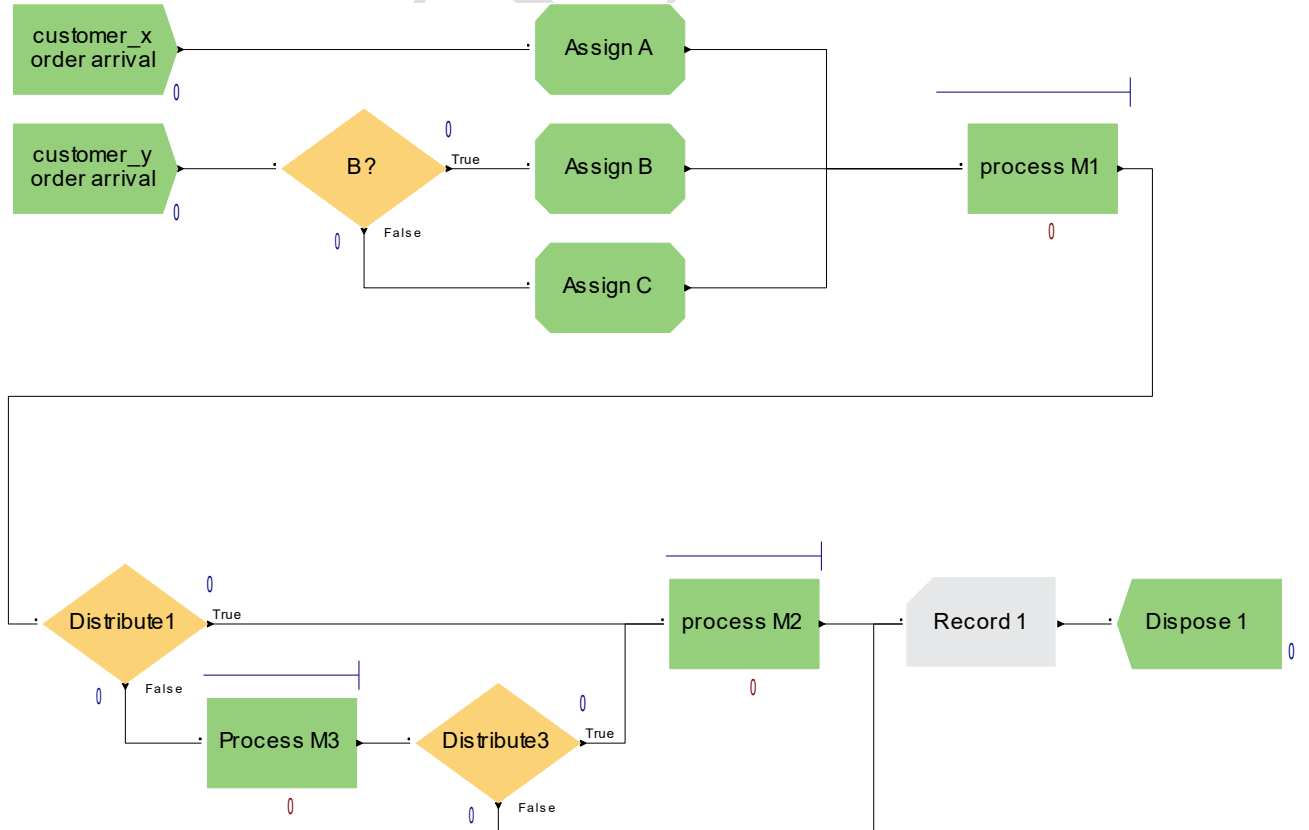 customer_x
order arrival
Assign A
0
customer_y
order arrival
0
B?
0
True
0
False
Assign B
Assign C
process M1
0
Distribute1
0
True
0
False
Process M3
0
Distribute3
0
True
0
False
process M2
0
Record 1
Dispose 1
0